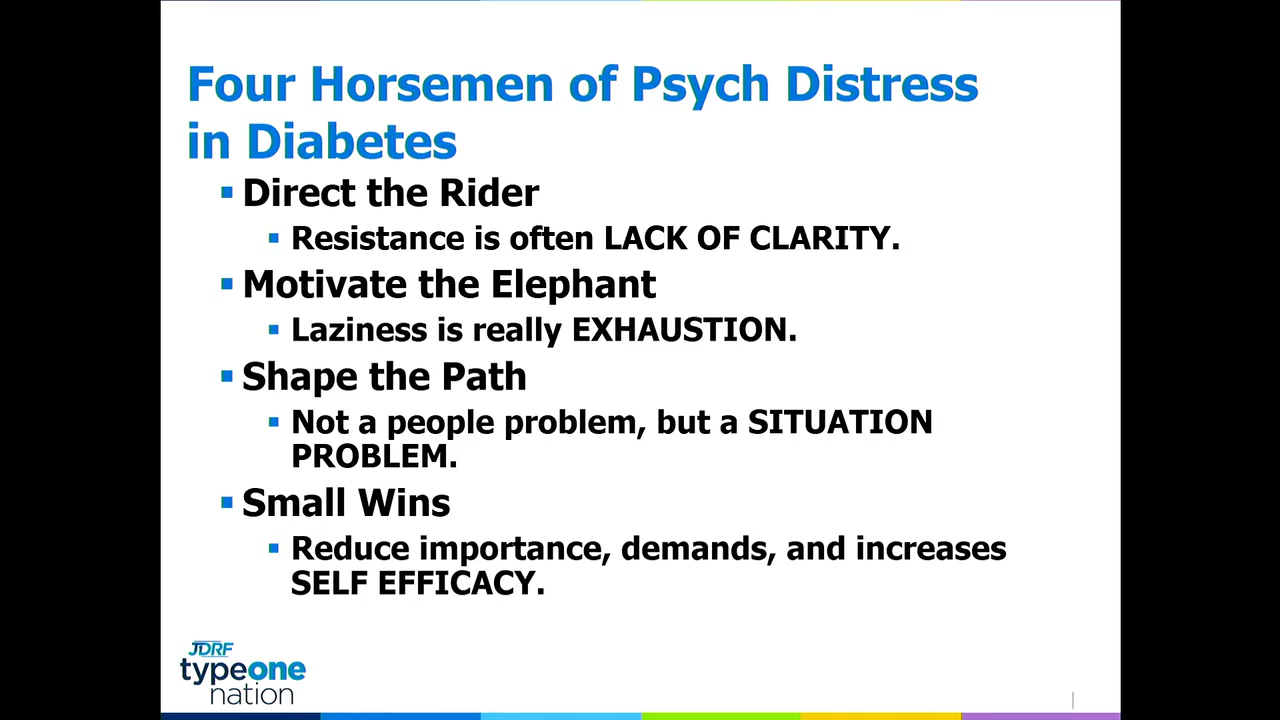 Four Horsemen of Psych Distress
in Diabetes
Direct the Rider
Resistance is often LACK OF CLARITY.
Motivate the Elephant
Laziness is really EXHAUSTION.
Shape the Path
Not a people problem, but a SITUATION
PROBLEM.
Small Wins
Reduce importance, demands, and increases
SELF EFFICACY.
JDRF
typeone
nation